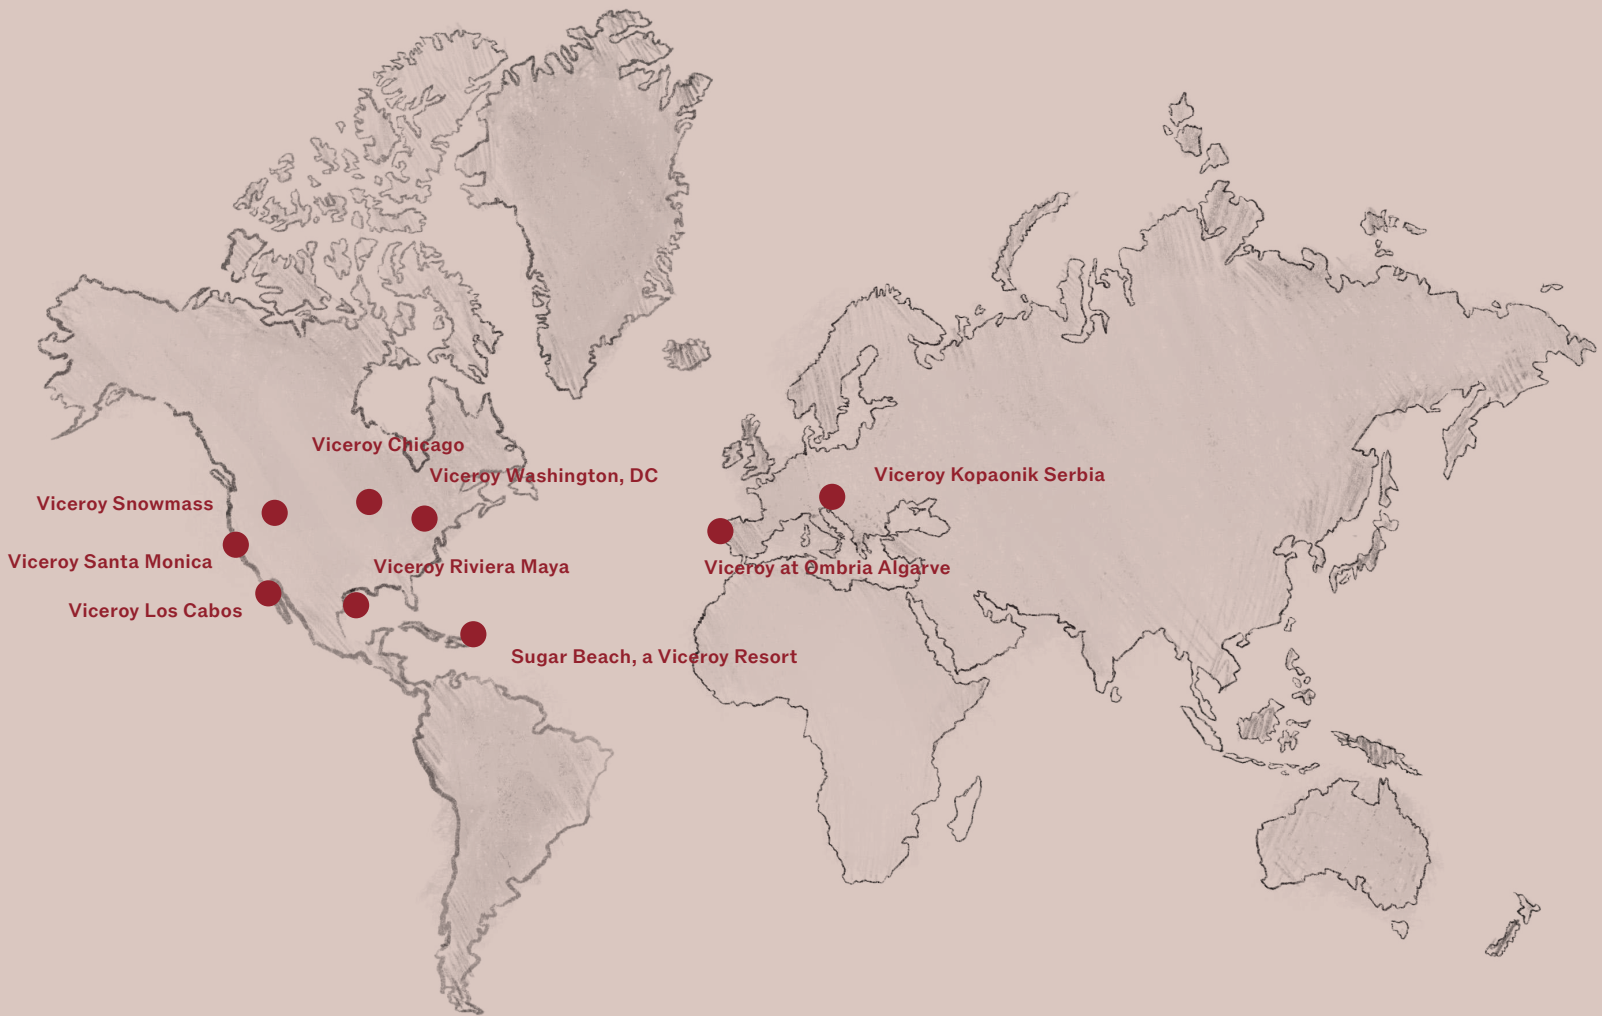 Viceroy Chicago
Viceroy Washington, DC
Viceroy Kopaonik Serbia
Viceroy Snowmass
Viceroy Santa Monica
Viceroy Riviera Maya
Viceroy at Ombria Algarve
Viceroy Los Cabos
Sugar Beach, a Viceroy Resort